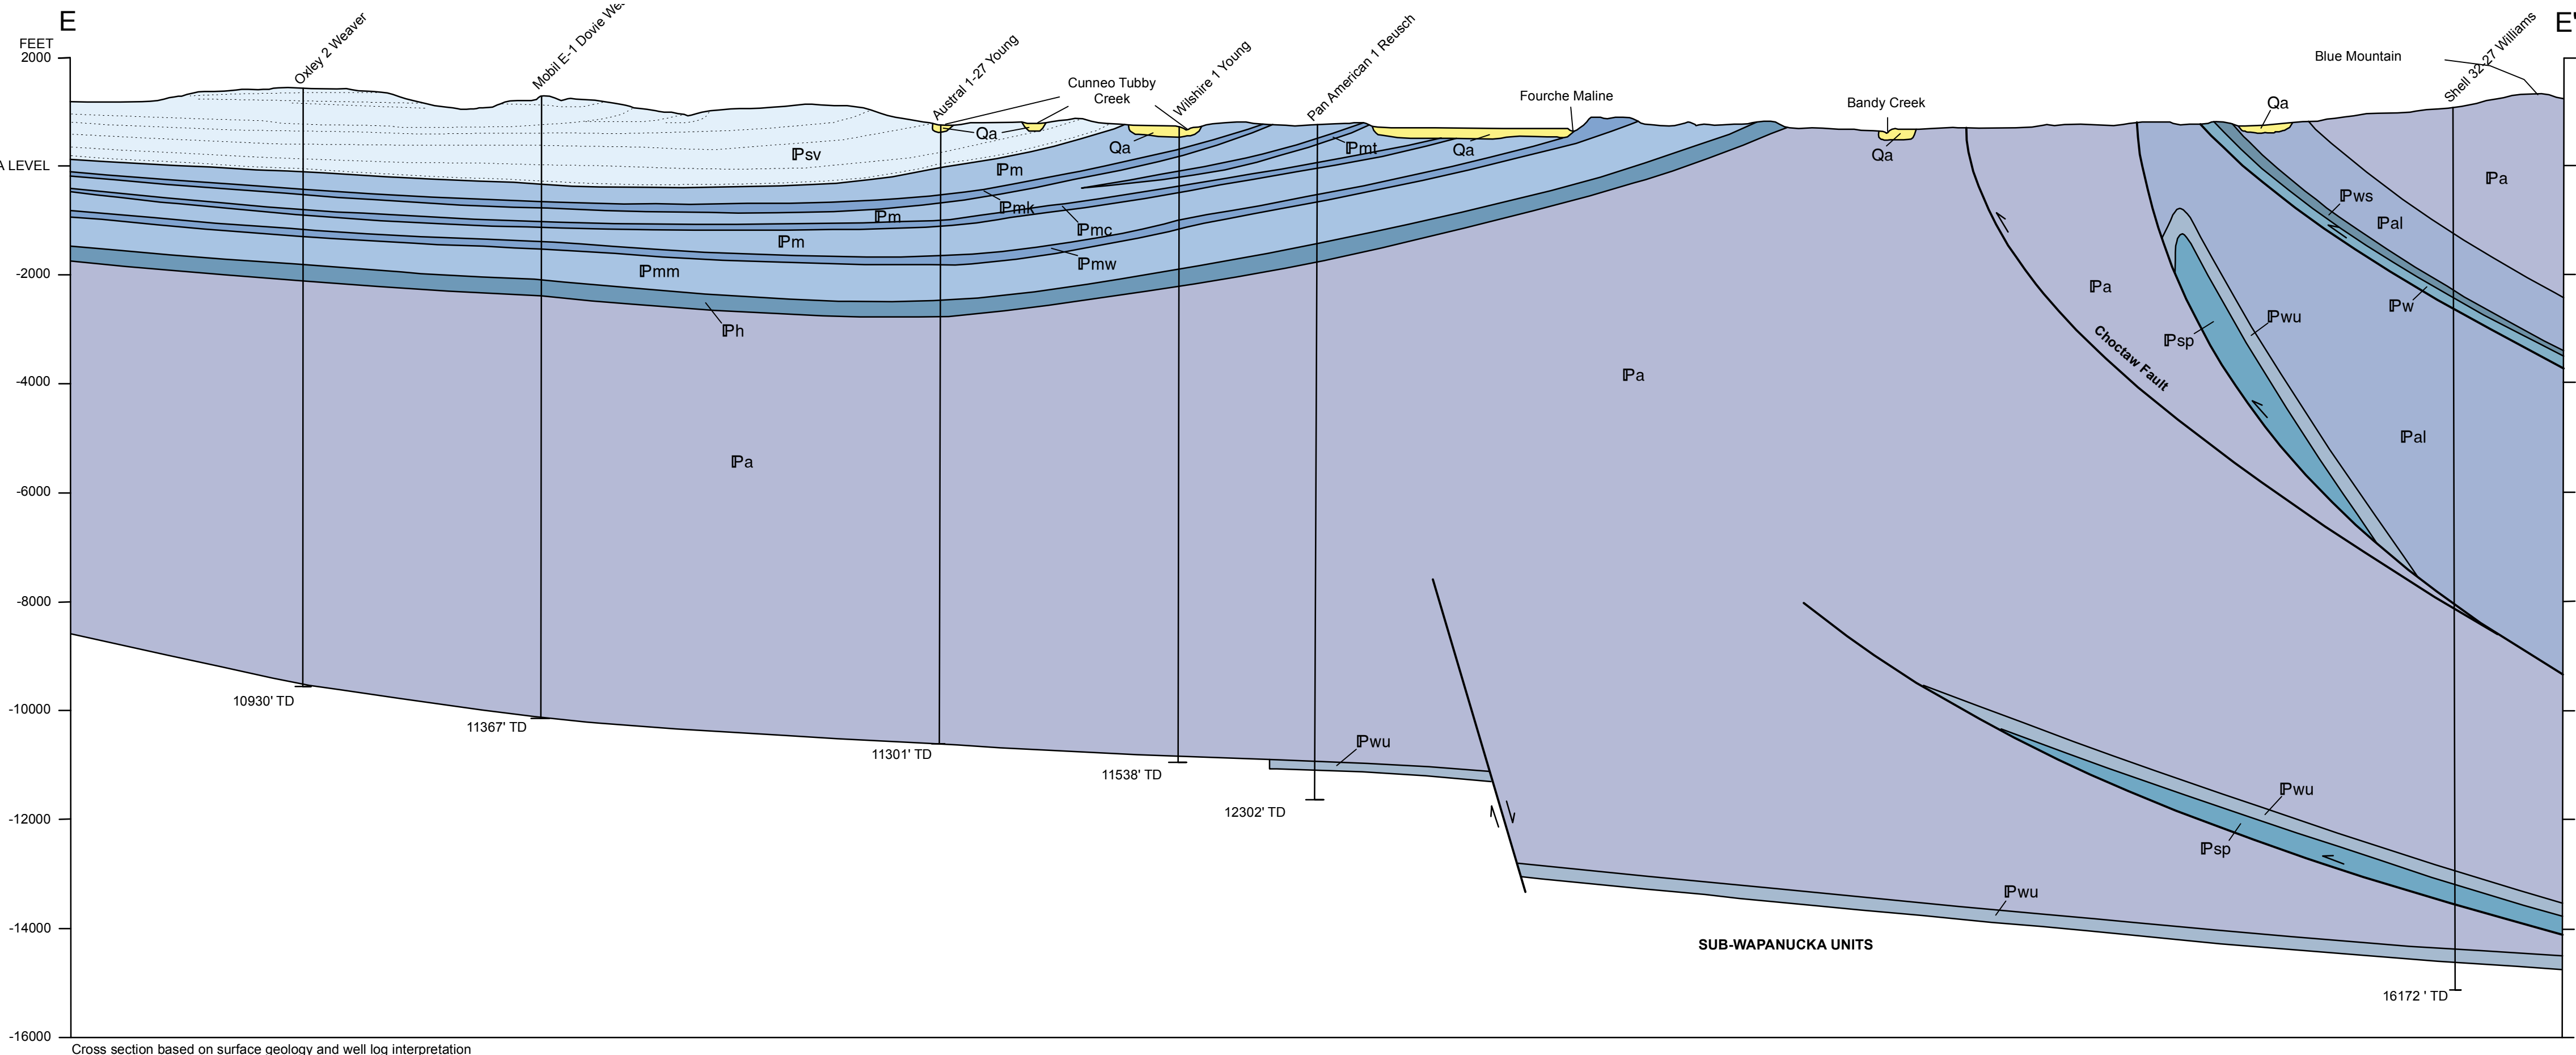 E
E'
FEET
2000
A LEVEL
-2000
-4000
-6000
-8000
-10000
-12000
-14000
-16000
Oxley 2 Weaver
Mobil E-1 Dovie
Austral 1-27 Young
Cunneo Tubby
Creek
Wilshire 1 Young
Pan American 1 Reusch
Fourche Maline
Bandy Creek
Blue Mountain
Shell 32-27 Williams
Qa
Qa
Qa
Qa
Qa
ℙsv
ℙm
ℙmk
ℙm
ℙmc
ℙm
ℙmw
ℙmm
ℙh
ℙmt
ℙa
ℙa
ℙa
ℙa
Choctaw Fault
ℙws
ℙal
ℙw
ℙwu
ℙsp
ℙal
10930' TD
11367' TD
11301' TD
11538' TD
12302' TD
ℙwu
ℙwu
ℙsp
ℙwu
SUB-WAPANUCKA UNITS
16172 ' TD
Cross section based on surface geology and well log interpretation